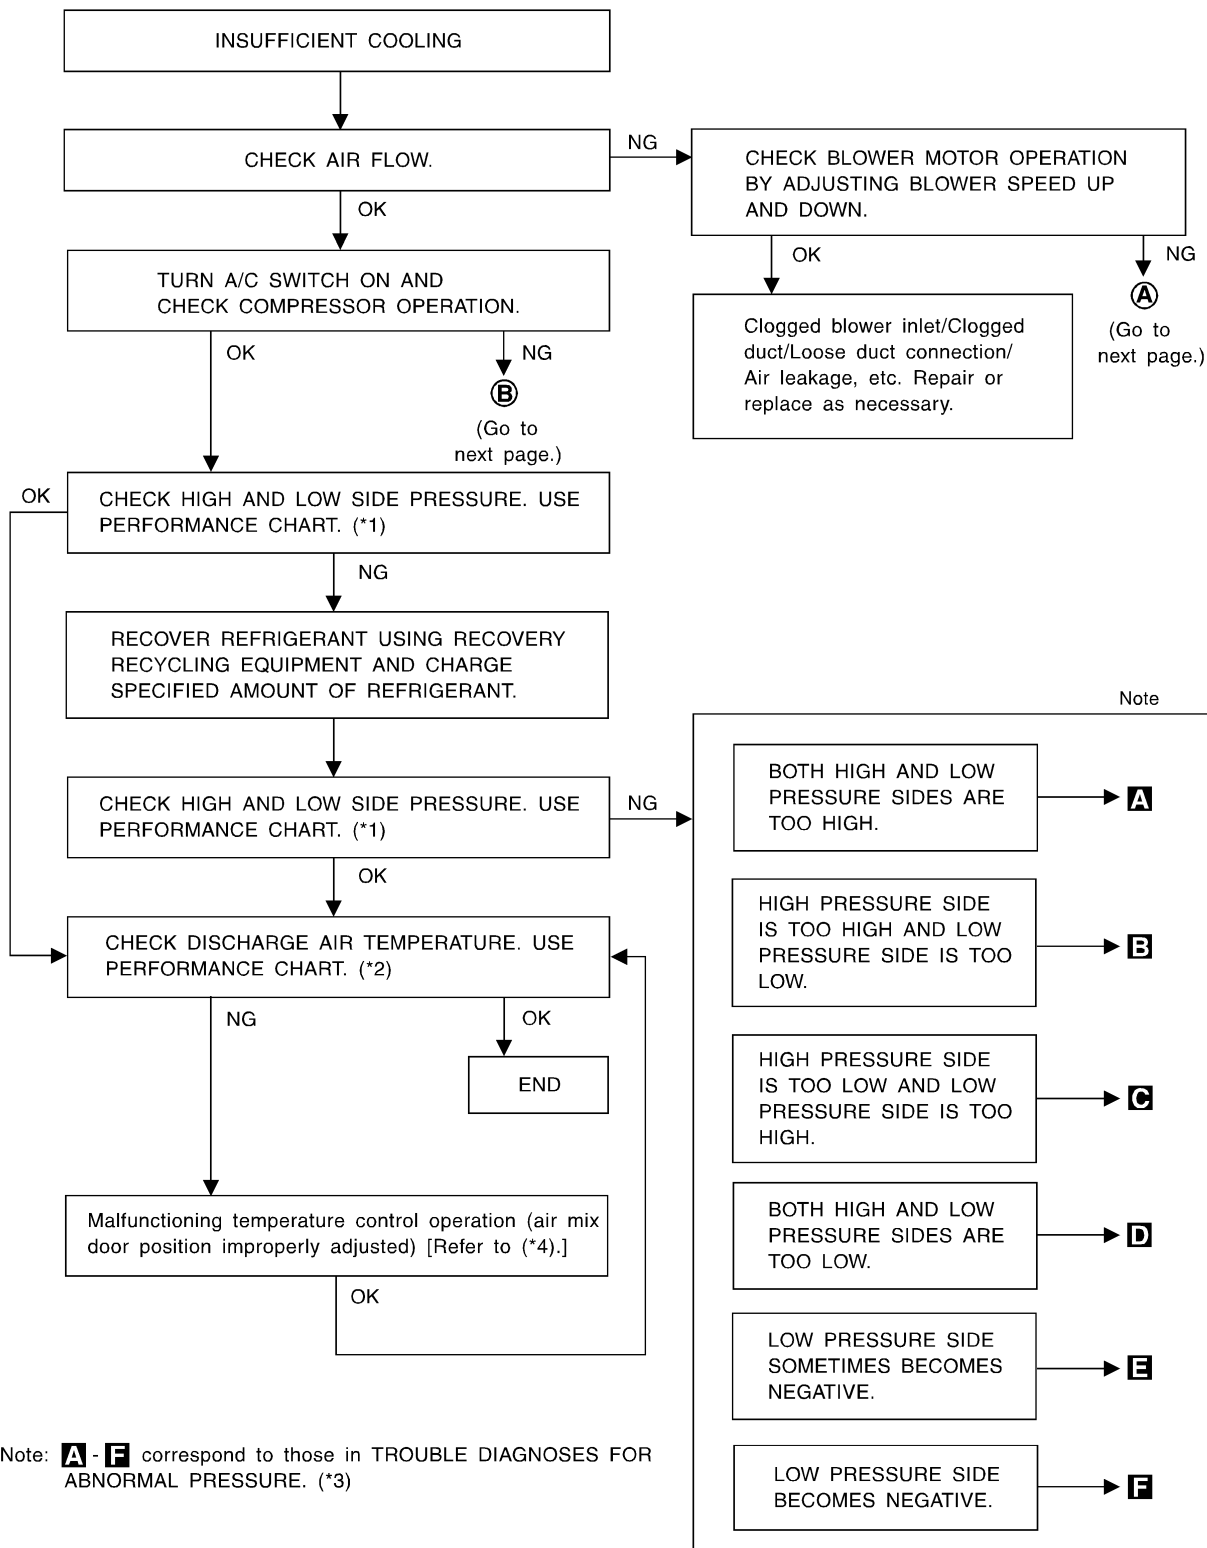 INSUFFICIENT COOLING
CHECK AIR FLOW.
NG
CHECK BLOWER MOTOR OPERATION
BY ADJUSTING BLOWER SPEED UP
AND DOWN.
OK
OK
NG
TURN A/C SWITCH ON AND
CHECK COMPRESSOR OPERATION.
A
(Go to
next page.)
Clogged blower inlet/Clogged
duct/Loose duct connection/
Air leakage, etc. Repair or
replace as necessary.
OK
NG
B
(Go to
next page.)
OK
CHECK HIGH AND LOW SIDE PRESSURE. USE
PERFORMANCE CHART. (*1)
NG
RECOVER REFRIGERANT USING RECOVERY
RECYCLING EQUIPMENT AND CHARGE
SPECIFIED AMOUNT OF REFRIGERANT.
CHECK HIGH AND LOW SIDE PRESSURE. USE
PERFORMANCE CHART. (*1)
NG
OK
CHECK DISCHARGE AIR TEMPERATURE. USE
PERFORMANCE CHART. (*2)
NG
OK
END
Malfunctioning temperature control operation (air mix
door position improperly adjusted) [Refer to (*4).]
OK
Note
BOTH HIGH AND LOW
PRESSURE SIDES ARE
TOO HIGH.
A
HIGH PRESSURE SIDE
IS TOO HIGH AND LOW
PRESSURE SIDE IS TOO
LOW.
B
HIGH PRESSURE SIDE
IS TOO LOW AND LOW
PRESSURE SIDE IS TOO
HIGH.
C
BOTH HIGH AND LOW
PRESSURE SIDES ARE
TOO LOW.
D
LOW PRESSURE SIDE
SOMETIMES BECOMES
NEGATIVE.
E
LOW PRESSURE SIDE
BECOMES NEGATIVE.
F
Note: A - F correspond to those in TROUBLE DIAGNOSES FOR
ABNORMAL PRESSURE. (*3)